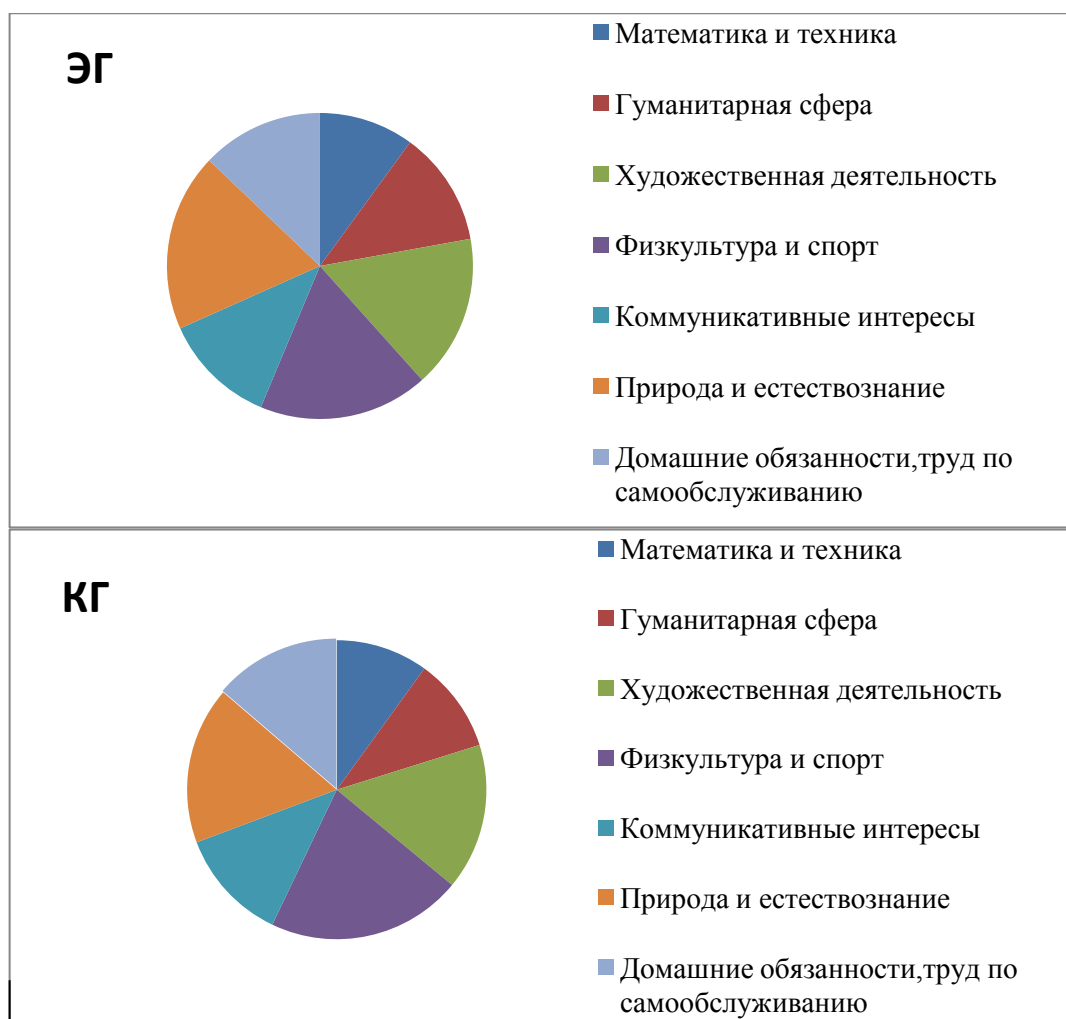 ЭГ
Математика и техника
Гуманитарная сфера
Художественная деятельность
Физкультура и спорт
Коммуникативные интересы
Природа и естествознание
Домашние обязанности,труд по
самообслуживанию
КГ
Математика и техника
Гуманитарная сфера
Художественная деятельность
Физкультура и спорт
Коммуникативные интересы
Природа и естествознание
Домашние обязанности,труд по
самообслуживанию